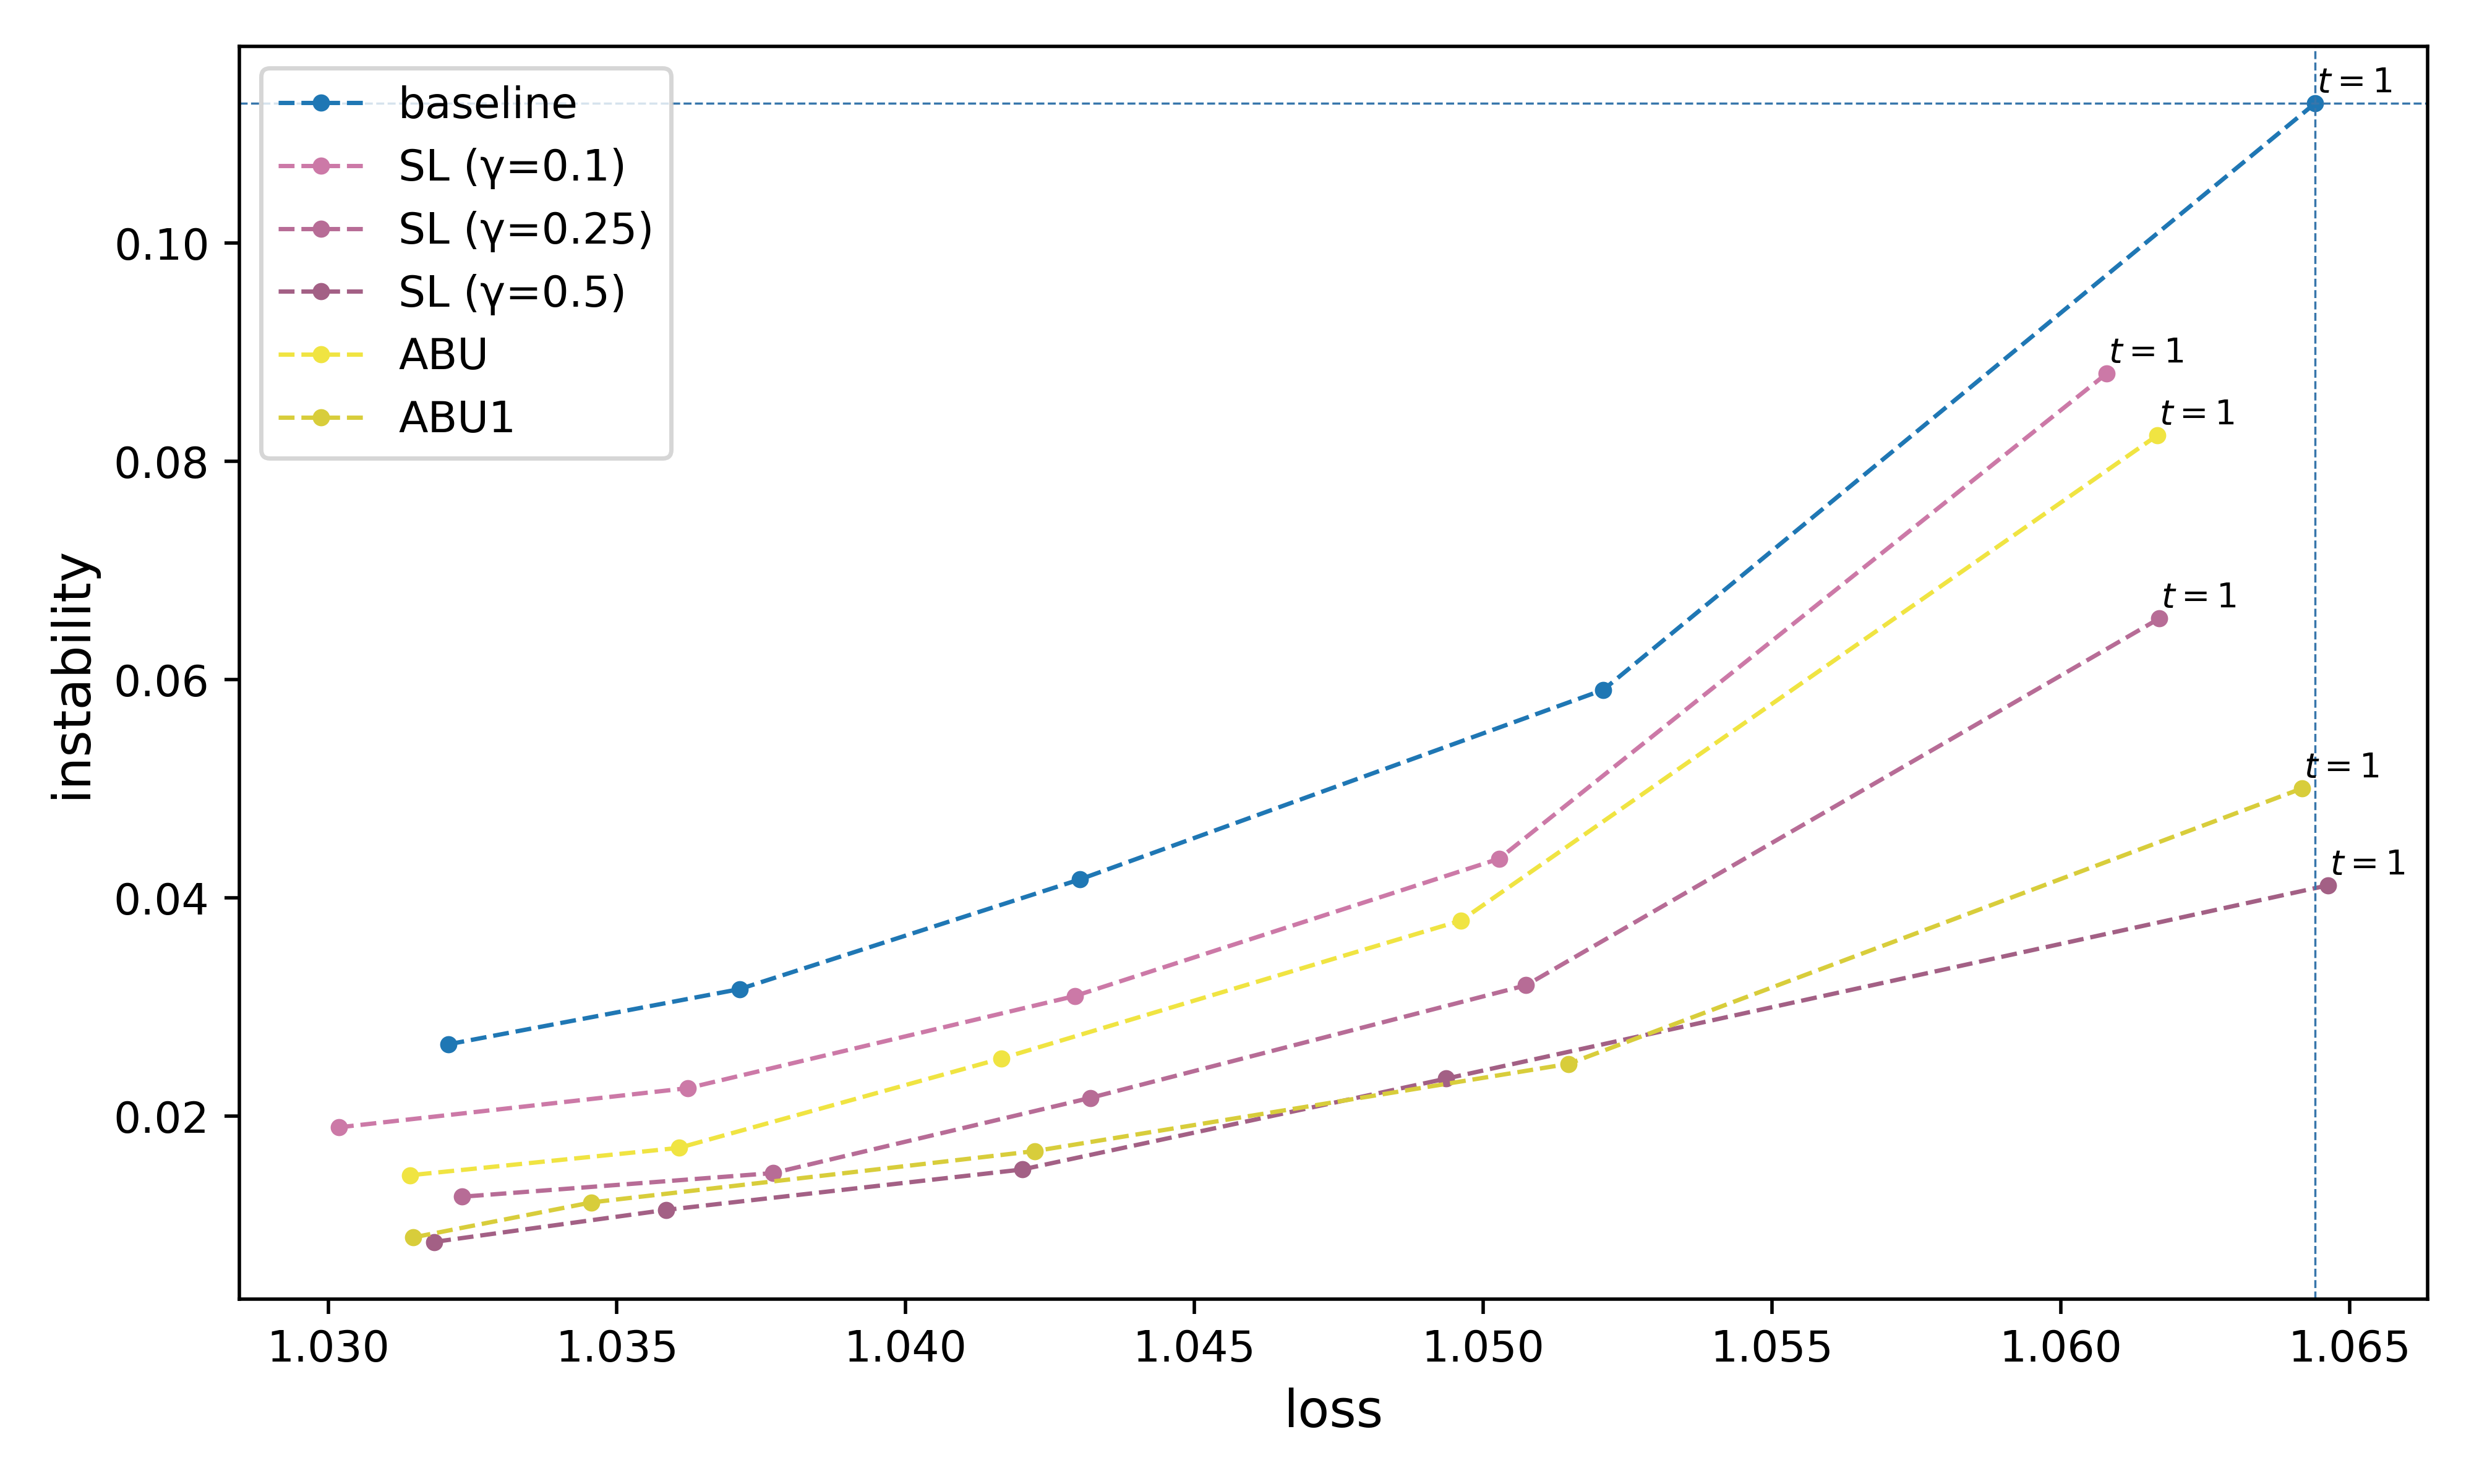 baseline
SL (γ=0.1)
SL (γ=0.25)
SL (γ=0.5)
ABU
ABU1
t = 1
t = 1
t = 1
t = 1
t = 1
t = 1
0.10
0.08
0.06
0.04
0.02
instability
1.030 1.035 1.040 1.045 1.050 1.055 1.060 1.065
loss